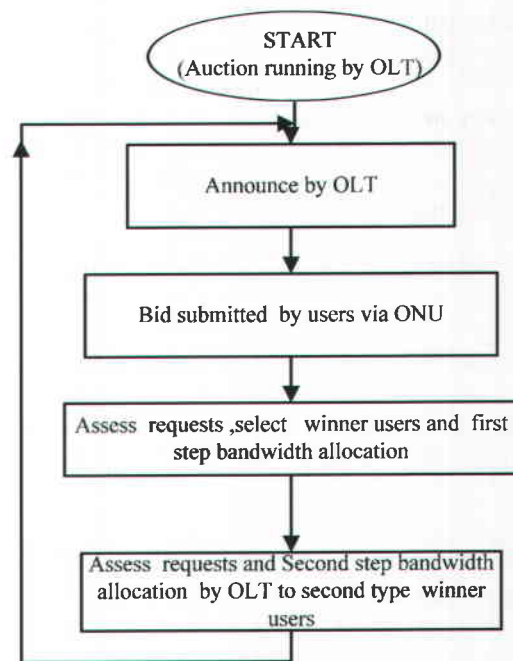 START
(Auction running by OLT)
Announce by OLT
Bid submitted by users via ONU
Assess requests ,select winner users and first
step bandwidth allocation
Assess requests and Second step bandwidth
allocation by OLT to second type winner
users